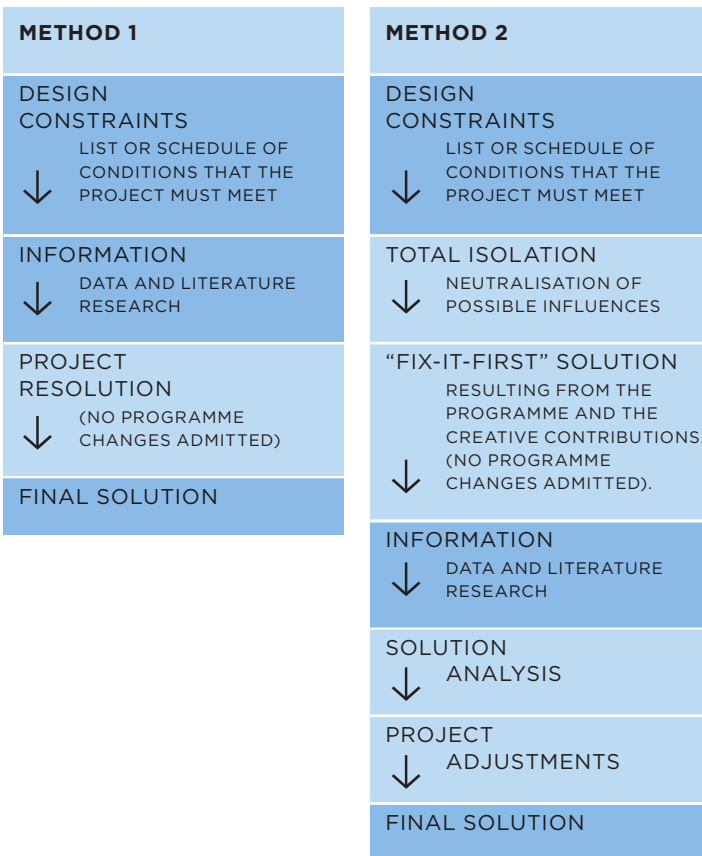 METHOD 1
DESIGN
CONSTRAINTS
LIST OR SCHEDULE OF
CONDITIONS THAT THE
PROJECT MUST MEET
INFORMATION
DATA AND LITERATURE
RESEARCH
PROJECT
RESOLUTION
(NO PROGRAMME
CHANGES ADMITTED)
FINAL SOLUTION
METHOD 2
DESIGN
CONSTRAINTS
LIST OR SCHEDULE OF
CONDITIONS THAT THE
PROJECT MUST MEET
TOTAL ISOLATION
NEUTRALISATION OF
POSSIBLE INFLUENCES
“FIX-IT-FIRST” SOLUTION
RESULTING FROM THE
PROGRAMME AND THE
CREATIVE CONTRIBUTIONS
(NO PROGRAMME
CHANGES ADMITTED).
INFORMATION
DATA AND LITERATURE
RESEARCH
SOLUTION
ANALYSIS
PROJECT
ADJUSTMENTS
FINAL SOLUTION